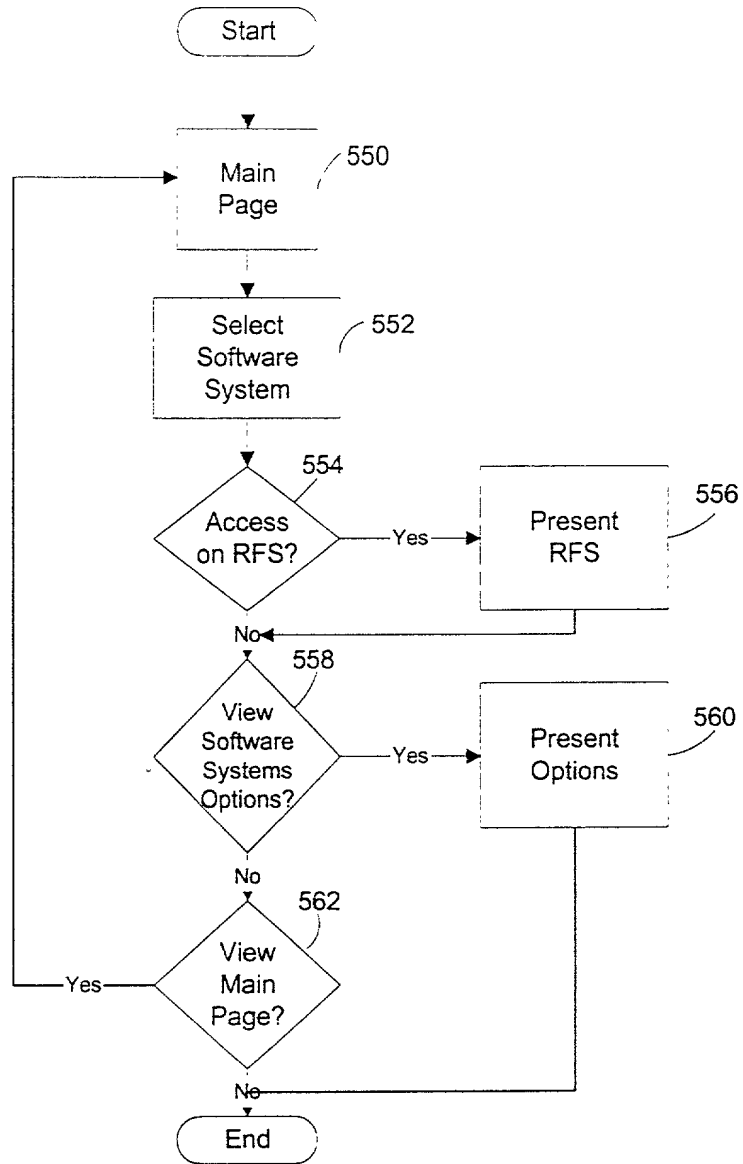 Start
Main
Page
550
Select
Software
System
552
Access
on RFS?
554
Yes
Present
RFS
556
No
View
Software
Systems
Options?
558
Yes
Present
Options
560
No
View
Main
Page?
562
Yes
No
End